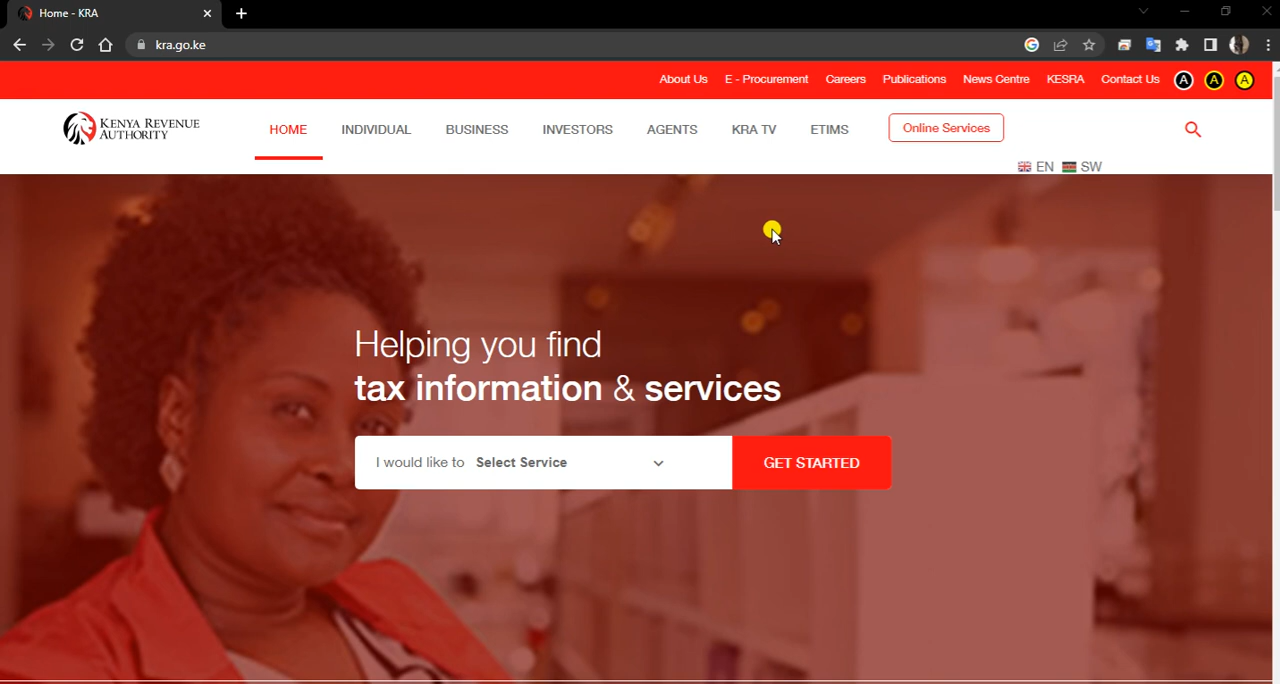 Home - KRA
kra.go.ke
About Us E - Procurement Careers Publications News Centre KESRA Contact Us A A A
KENYA REVENUE
AUTHORITY
HOME INDIVIDUAL BUSINESS INVESTORS AGENTS KRA TV ETIMS Online Services
EN SW
Helping you find
tax information & services
I would like to Select Service GET STARTED